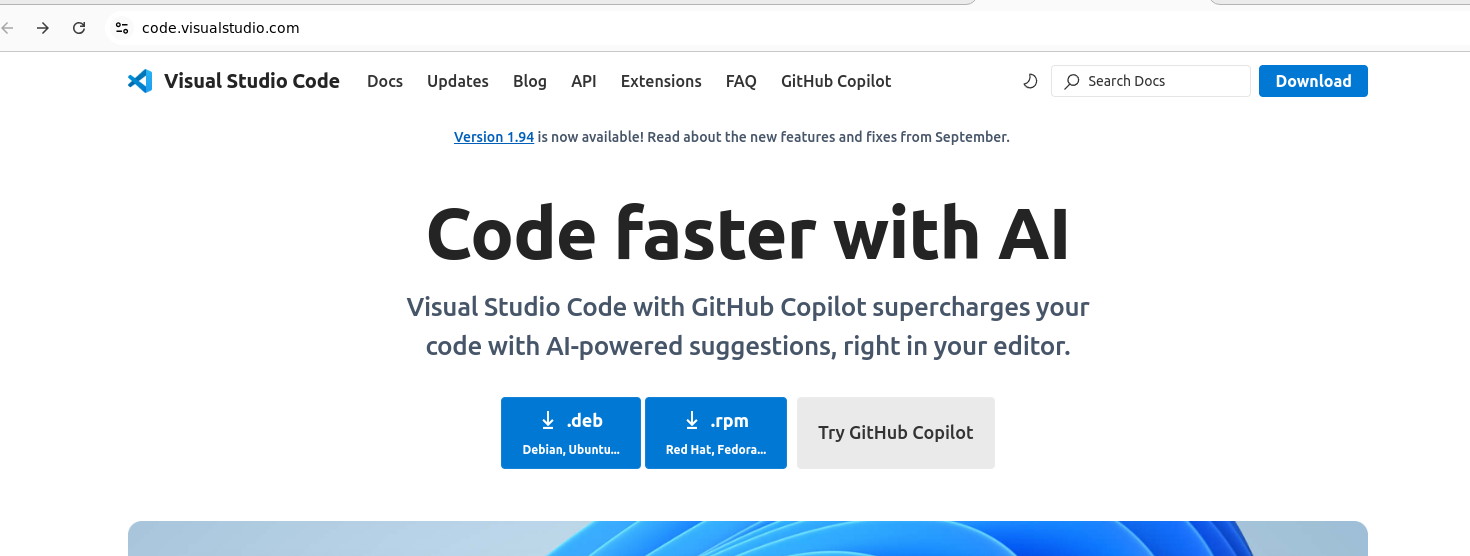 code.visualstudio.com
Visual Studio Code Docs Updates Blog API Extensions FAQ GitHub Copilot Search Docs Download
Version 1.94 is now available! Read about the new features and fixes from September.
Code faster with AI
Visual Studio Code with GitHub Copilot supercharges your
code with AI-powered suggestions, right in your editor.
.deb .rpm Try GitHub Copilot
Debian, Ubuntu... Red Hat, Fedora...